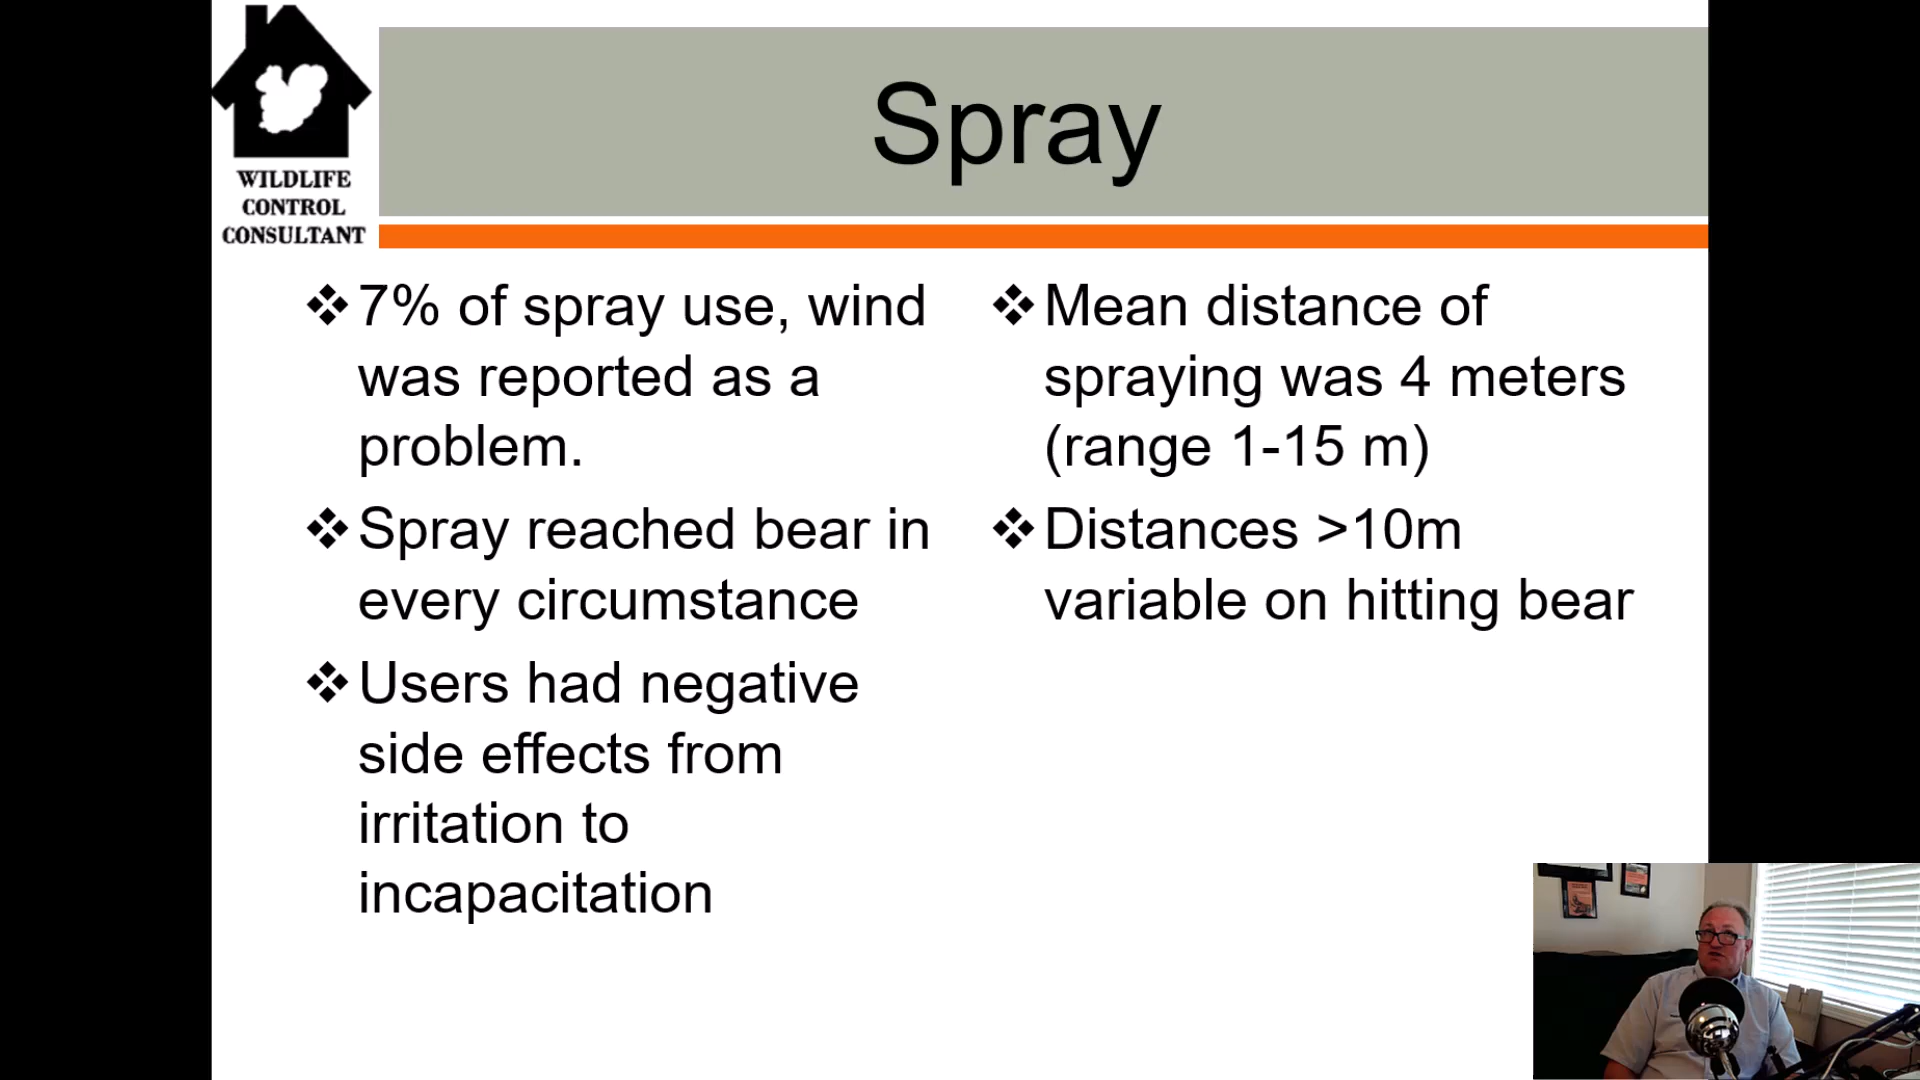 WILDLIFE
CONTROL
CONSULTANT
Spray
❖7% of spray use, wind
was reported as a
problem.
❖Spray reached bear in
every circumstance
❖Users had negative
side effects from
irritation to
incapacitation
❖Mean distance of
spraying was 4 meters
(range 1-15 m)
❖Distances >10m
variable on hitting bear